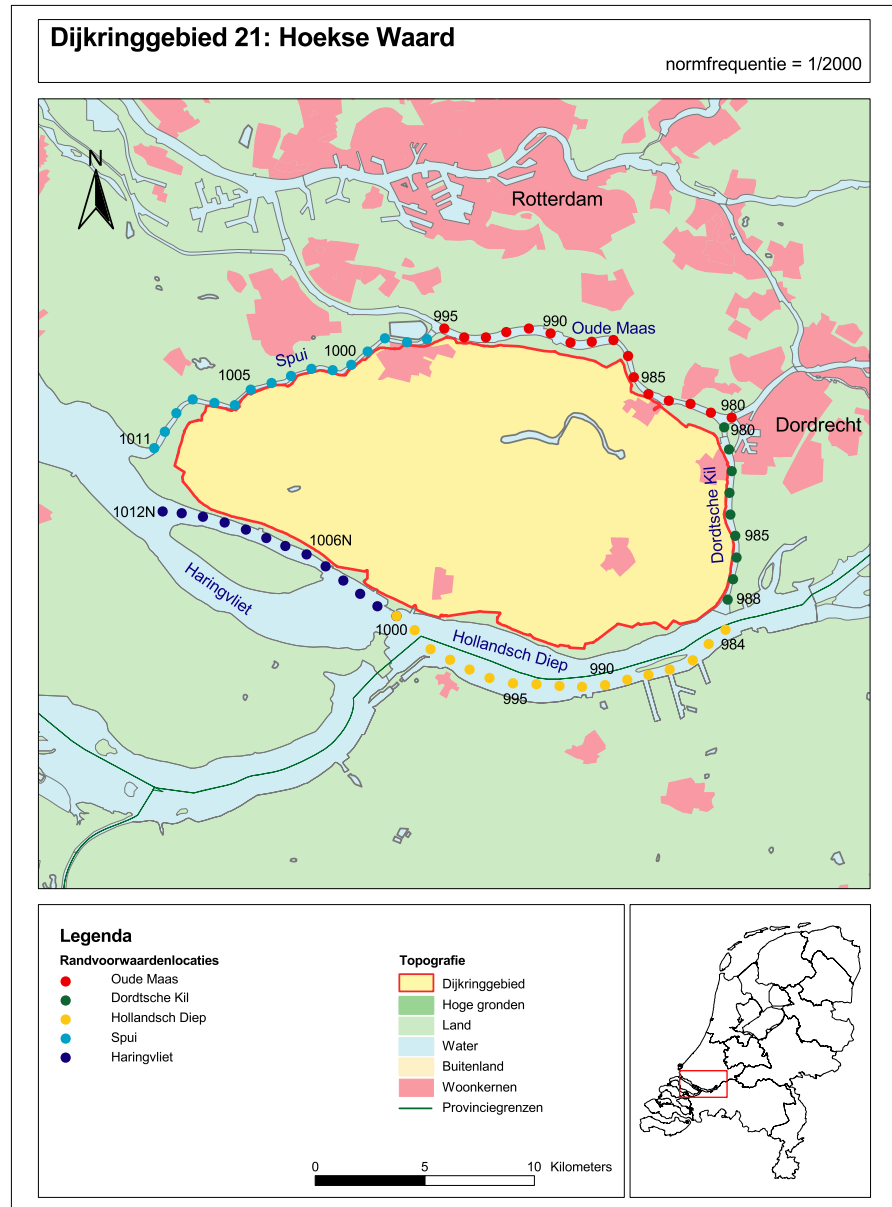 Dijkringgebied 21: Hoekse Waard
normfrequentie = 1/2000
N
Rotterdam
995
990
Oude Maas
Spui
1000
1005
985
980
980
Dordrecht
1011
Dordtsche Kil
1012N
1006N
985
Haringvliet
988
1000
Hollandsch Diep
984
990
995
Legenda
Randvoorwaardenlocaties
Oude Maas
Dordtsche Kil
Hollandsch Diep
Spui
Haringvliet
Topografie
Dijkringgebied
Hoge gronden
Land
Water
Buitenland
Woonkernen
Provinciegrenzen
0 5 10 Kilometers